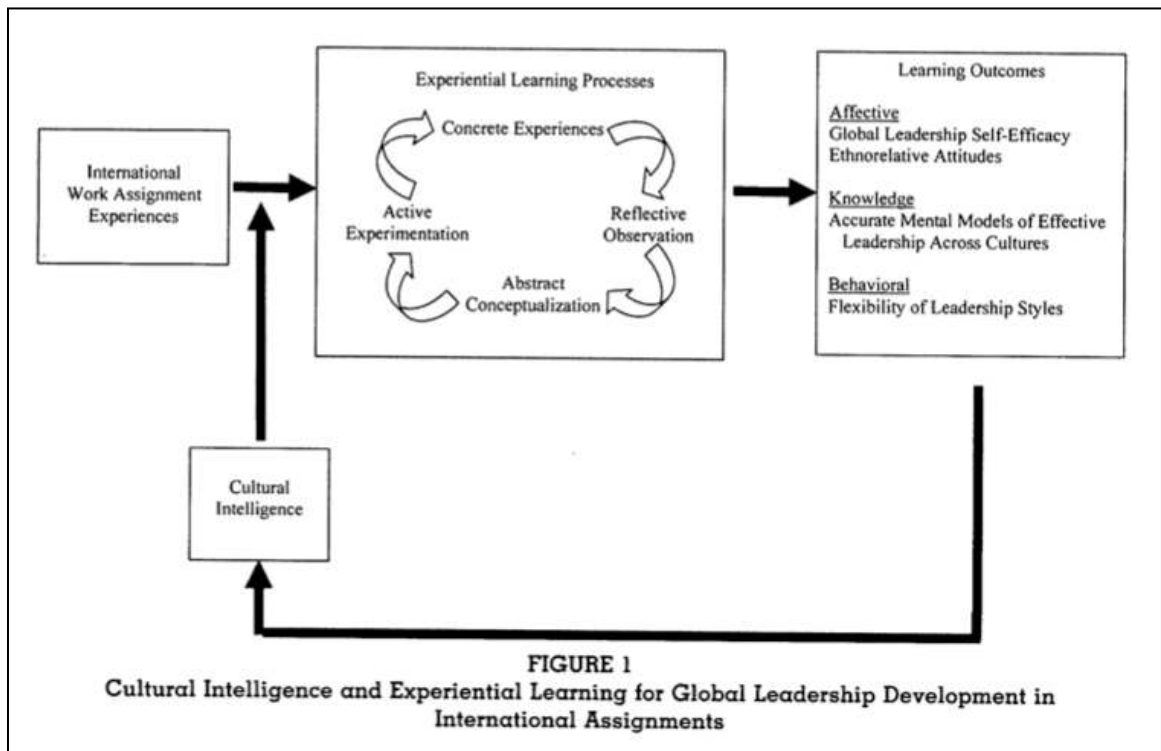 Experiential Learning Processes
Concrete Experiences
Active
Experimentation
Reflective
Observation
Abstract
Conceptualization
International
Work Assignment
Experiences
Learning Outcomes
Affective
Global Leadership Self-Efficacy
Ethnorelative Attitudes
Knowledge
Accurate Mental Models of Effective
Leadership Across Cultures
Behavioral
Flexibility of Leadership Styles
Cultural
Intelligence
FIGURE 1
Cultural Intelligence and Experiential Learning for Global Leadership Development in
International Assignments